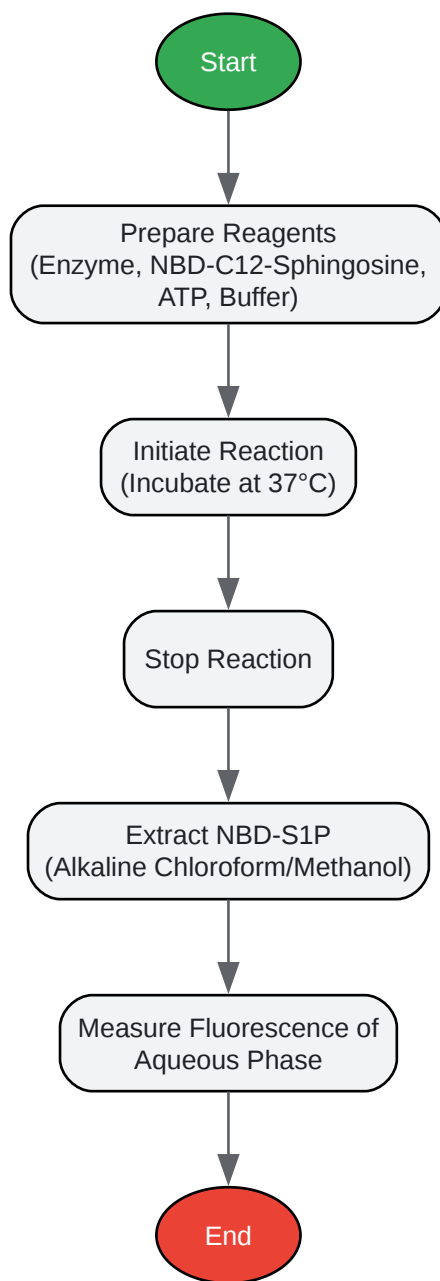 Start
Prepare Reagents
(Enzyme, NBD-C12-Sphingosine,
ATP, Buffer)
Initiate Reaction
(Incubate at 37°C)
Stop Reaction
Extract NBD-S1P
(Alkaline Chloroform/Methanol)
Measure Fluorescence of
Aqueous Phase
End